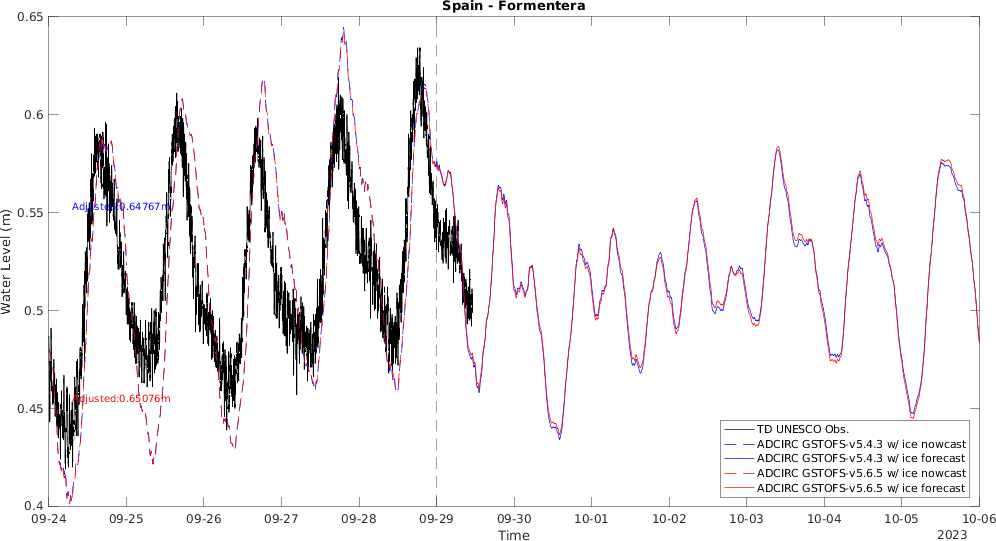 Spain - Formentera
0.65
0.6
0.55
0.5
0.45
0.4
Water Level (m)
Adjusted:0.64767m
Adjusted:0.65076m
TD UNESCO Obs.
ADCIRC GSTOFS-v5.4.3 w/ ice nowcast
ADCIRC GSTOFS-v5.4.3 w/ ice forecast
ADCIRC GSTOFS-v5.6.5 w/ ice nowcast
ADCIRC GSTOFS-v5.6.5 w/ ice forecast
09-24 09-25 09-26 09-27 09-28 09-29 09-30 10-01 10-02 10-03 10-04 10-05 10-06
Time
2023